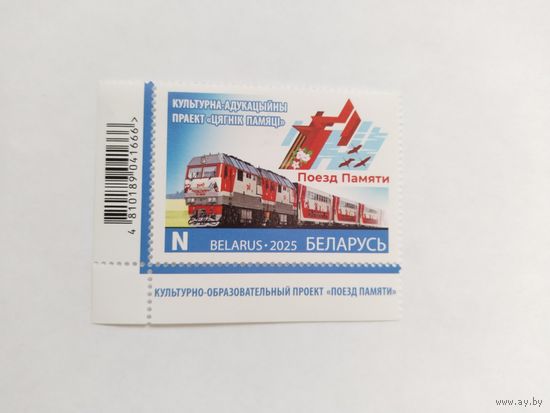 КУЛЬТУРНА-АДУКАЦЫЙНЫ
ПРАЕКТ «ЦЯГНІК ПАМЯЦІ»
Поезд Памяти
N BELARUS • 2025 БЕЛАРУСЬ
4 810189 041666 >
КУЛЬТУРНО-ОБРАЗОВАТЕЛЬНЫЙ ПРОЕКТ «ПОЕЗД ПАМЯТИ»
www.ay.by